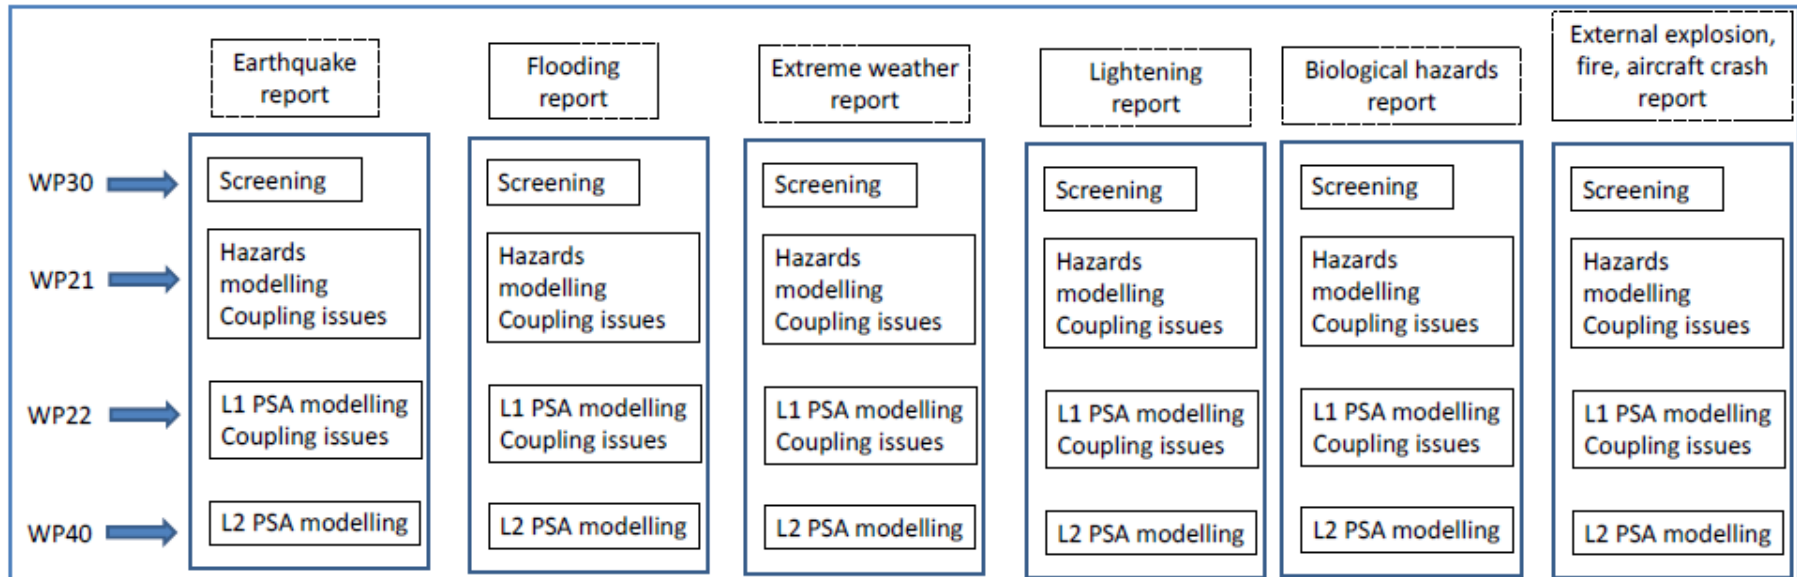 Earthquake
report
Flooding
report
Extreme weather
report
Lightening
report
Biological hazards
report
External explosion,
fire, aircraft crash
report
WP30
Screening
Screening
Screening
Screening
Screening
Screening
WP21
Hazards
modelling
Coupling issues
Hazards
modelling
Coupling issues
Hazards
modelling
Coupling issues
Hazards
modelling
Coupling issues
Hazards
modelling
Coupling issues
Hazards
modelling
Coupling issues
WP22
L1 PSA modelling
Coupling issues
L1 PSA modelling
Coupling issues
L1 PSA modelling
Coupling issues
L1 PSA modelling
Coupling issues
L1 PSA modelling
Coupling issues
L1 PSA modelling
Coupling issues
WP40
L2 PSA modelling
L2 PSA modelling
L2 PSA modelling
L2 PSA modelling
L2 PSA modelling
L2 PSA modelling